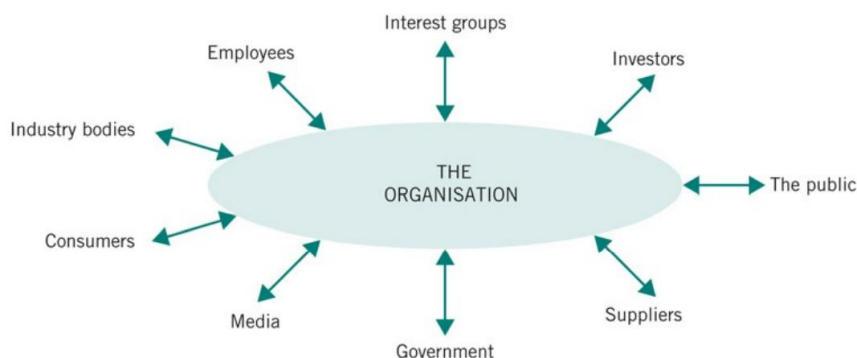 Interest groups
Employees
Investors
Industry bodies
THE
ORGANISATION
The public
Consumers
Suppliers
Media
Government